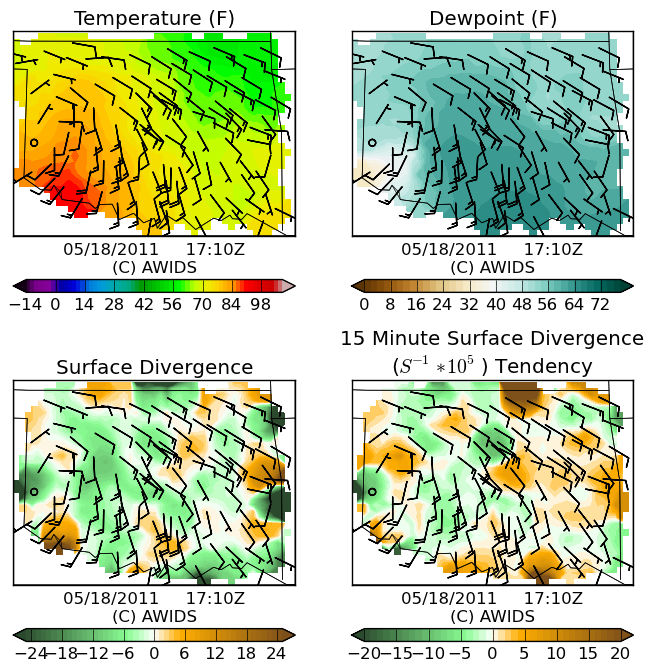 Temperature (F)
Dewpoint (F)
05/18/2011 17:10Z
(C) AWIDS
−14 0 14 28 42 56 70 84 98
05/18/2011 17:10Z
(C) AWIDS
0 8 16 24 32 40 48 56 64 72
Surface Divergence
15 Minute Surface Divergence
(S⁻¹ *10⁵ ) Tendency
05/18/2011 17:10Z
(C) AWIDS
−24 −18 −12 −6 0 6 12 18 24
05/18/2011 17:10Z
(C) AWIDS
−20 −15 −10 −5 0 5 10 15 20